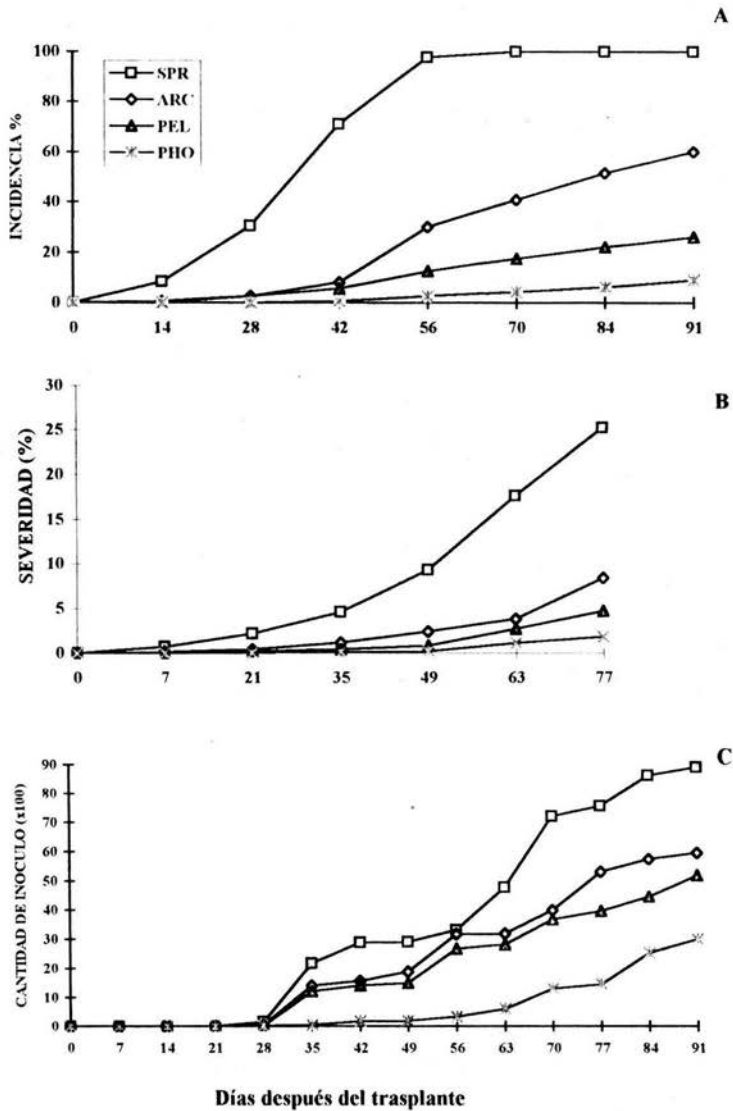 A
INCIDENCIA %
100
80
60
40
20
0
SPR
ARC
PEL
PHO
0 14 28 42 56 70 84 91
B
SEVERIDAD (%)
30
25
20
15
10
5
0
0 7 21 35 49 63 77
C
CANTIDAD DE INOCULO (x100)
90
80
70
60
50
40
30
20
10
0
0 7 14 21 28 35 42 49 56 63 70 77 84 91
Días después del trasplante